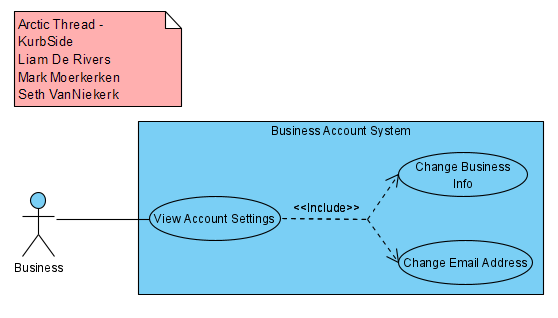 Arctic Thread -
KurbSide
Liam De Rivers
Mark Moerkerken
Seth VanNiekerk
Business Account System
Change Business
Info
<<Include>>
View Account Settings
Change Email Address
Business